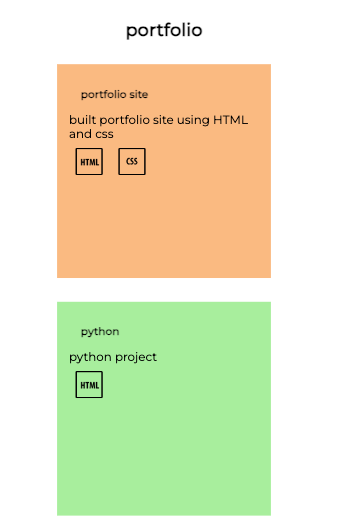 portfolio
portfolio site
built portfolio site using HTML
and css
HTML CSS
python
python project
HTML